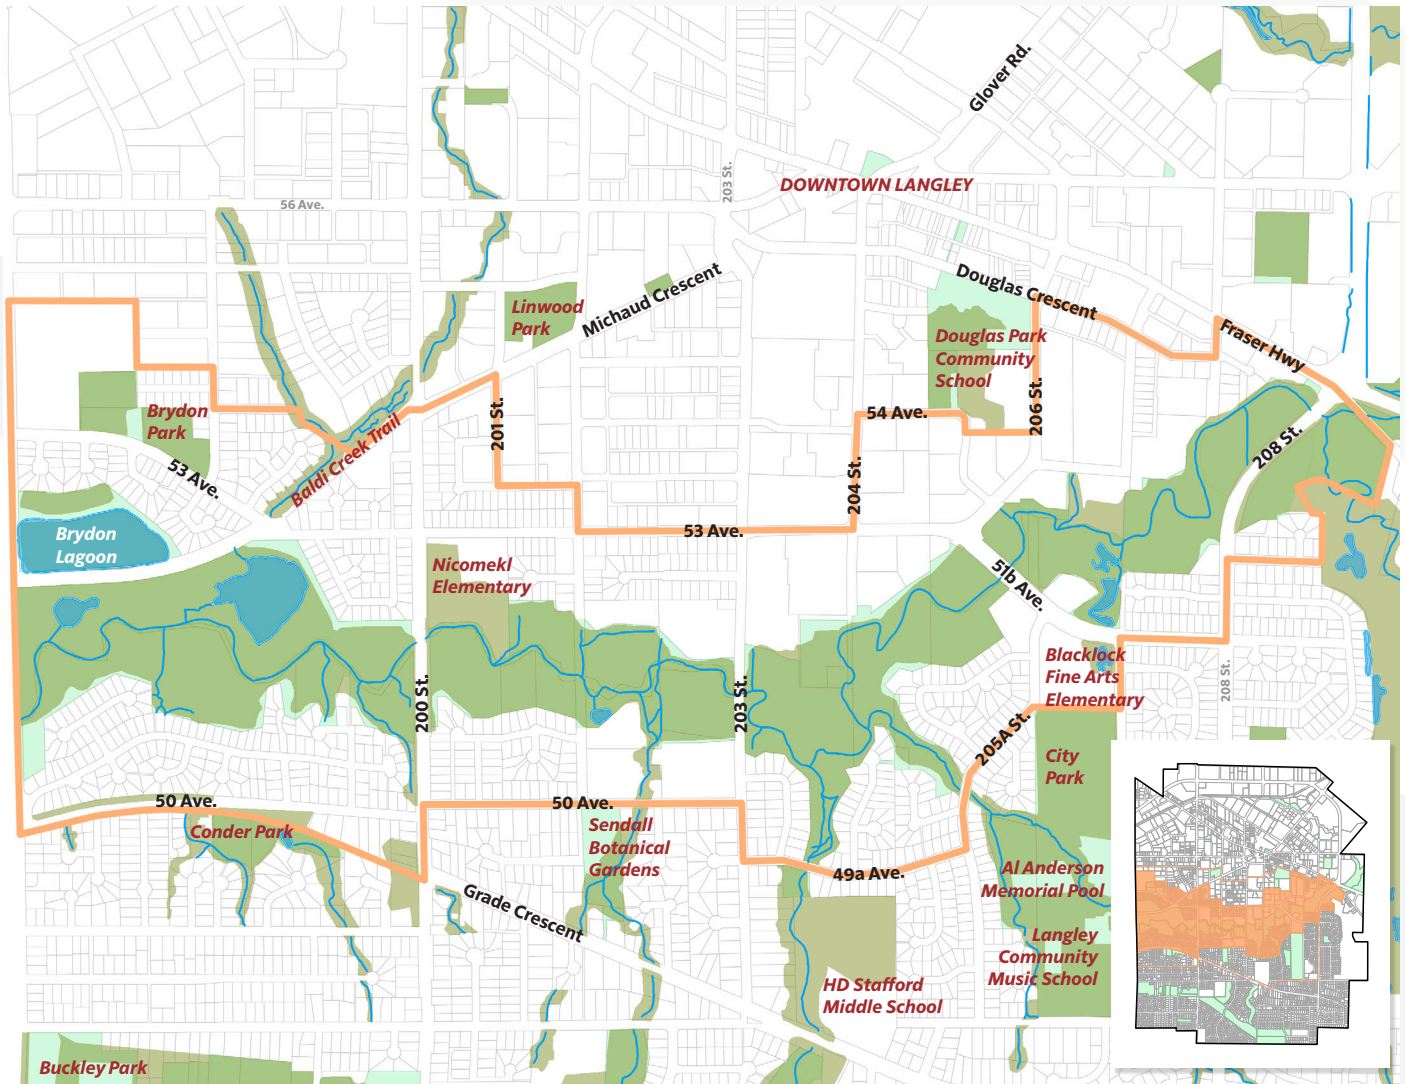 Glover Rd.
203 St.
DOWNTOWN LANGLEY
56 Ave.
Michaud Crescent
Douglas Crescent
Linwood
Park
Fraser Hwy
Douglas Park
Community
School
206 St.
201 St.
54 Ave.
Brydon
Park
Baldi Creek Trail
53 Ave.
208 St.
204 St.
Brydon
Lagoon
53 Ave.
Nicomekl
Elementary
51b Ave.
Blacklock
Fine Arts
Elementary
208 St.
200 St.
203 St.
205A St.
City
Park
50 Ave.
50 Ave.
Conder Park
Sendall
Botanical
Gardens
49a Ave.
Al Anderson
Memorial Pool
Grade Crescent
Langley
Community
Music School
HD Stafford
Middle School
Buckley Park